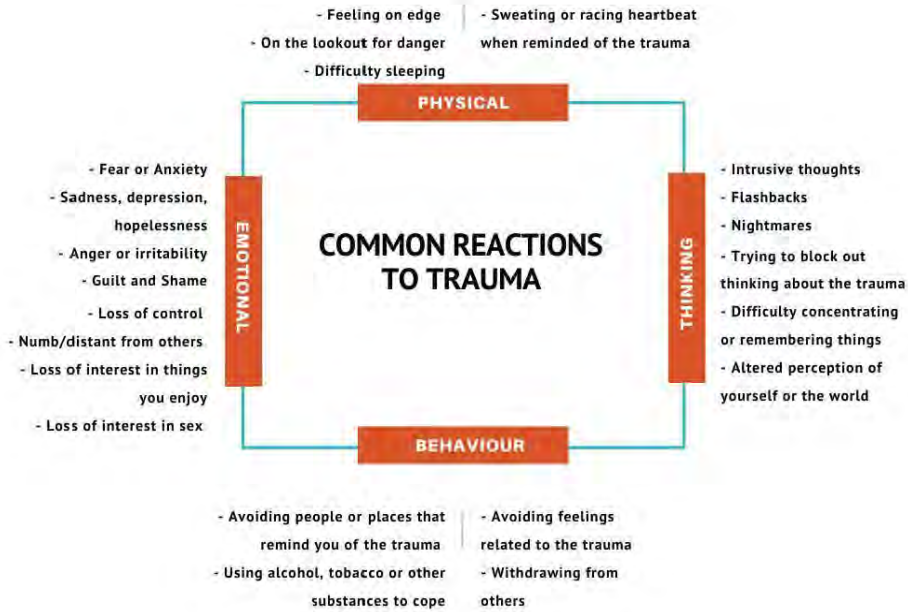 - Feeling on edge
- On the lookout for danger
- Difficulty sleeping
- Sweating or racing heartbeat
when reminded of the trauma
PHYSICAL
- Fear or Anxiety
- Sadness, depression,
hopelessness
- Anger or irritability
- Guilt and Shame
- Loss of control
- Numb/distant from others
- Loss of interest in things
you enjoy
- Loss of interest in sex
EMOTIONAL
COMMON REACTIONS
TO TRAUMA
THINKING
- Intrusive thoughts
- Flashbacks
- Nightmares
- Trying to block out
thinking about the trauma
- Difficulty concentrating
or remembering things
- Altered perception of
yourself or the world
BEHAVIOUR
- Avoiding people or places that
remind you of the trauma
- Using alcohol, tobacco or other
substances to cope
- Avoiding feelings
related to the trauma
- Withdrawing from
others